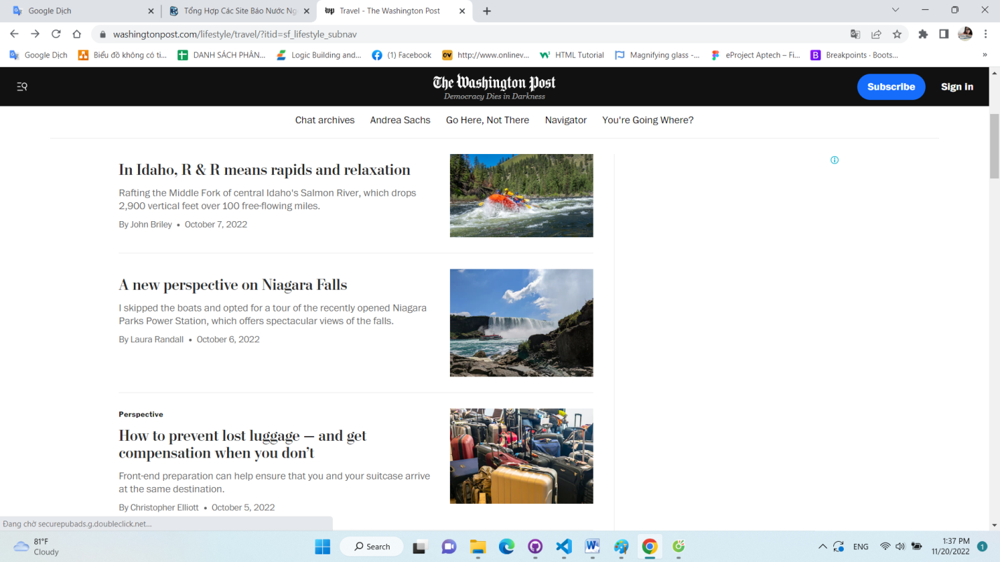 Google Dịch
Tổng Hợp Các Site Báo Nước Ng
Travel - The Washington Post
washingtonpost.com/lifestyle/travel/?itid=sf_lifestyle_subnav
Google Dịch
Biểu đồ không có ti...
DANH SÁCH PHÂN...
Logic Building and...
(1) Facebook
http://www.onlinev...
HTML Tutorial
Magnifying glass -...
eProject Aptech – Fi...
Breakpoints · Boots...
»
The Washington Post
Democracy Dies in Darkness
Subscribe
Sign in
Chat archives
Andrea Sachs
Go Here, Not There
Navigator
You're Going Where?
In Idaho, R & R means rapids and relaxation
Rafting the Middle Fork of central Idaho's Salmon River, which drops
2,900 vertical feet over 100 free-flowing miles.
By John Briley • October 7, 2022
A new perspective on Niagara Falls
I skipped the boats and opted for a tour of the recently opened Niagara
Parks Power Station, which offers spectacular views of the falls.
By Laura Randall • October 6, 2022
Perspective
How to prevent lost luggage — and get
compensation when you don’t
Front-end preparation can help ensure that you and your suitcase arrive
at the same destination.
By Christopher Elliott • October 5, 2022
Đang chờ securepubads.g.doubleclick.net...
81°F
Cloudy
Search
ENG
1:37 PM
11/20/2022
1